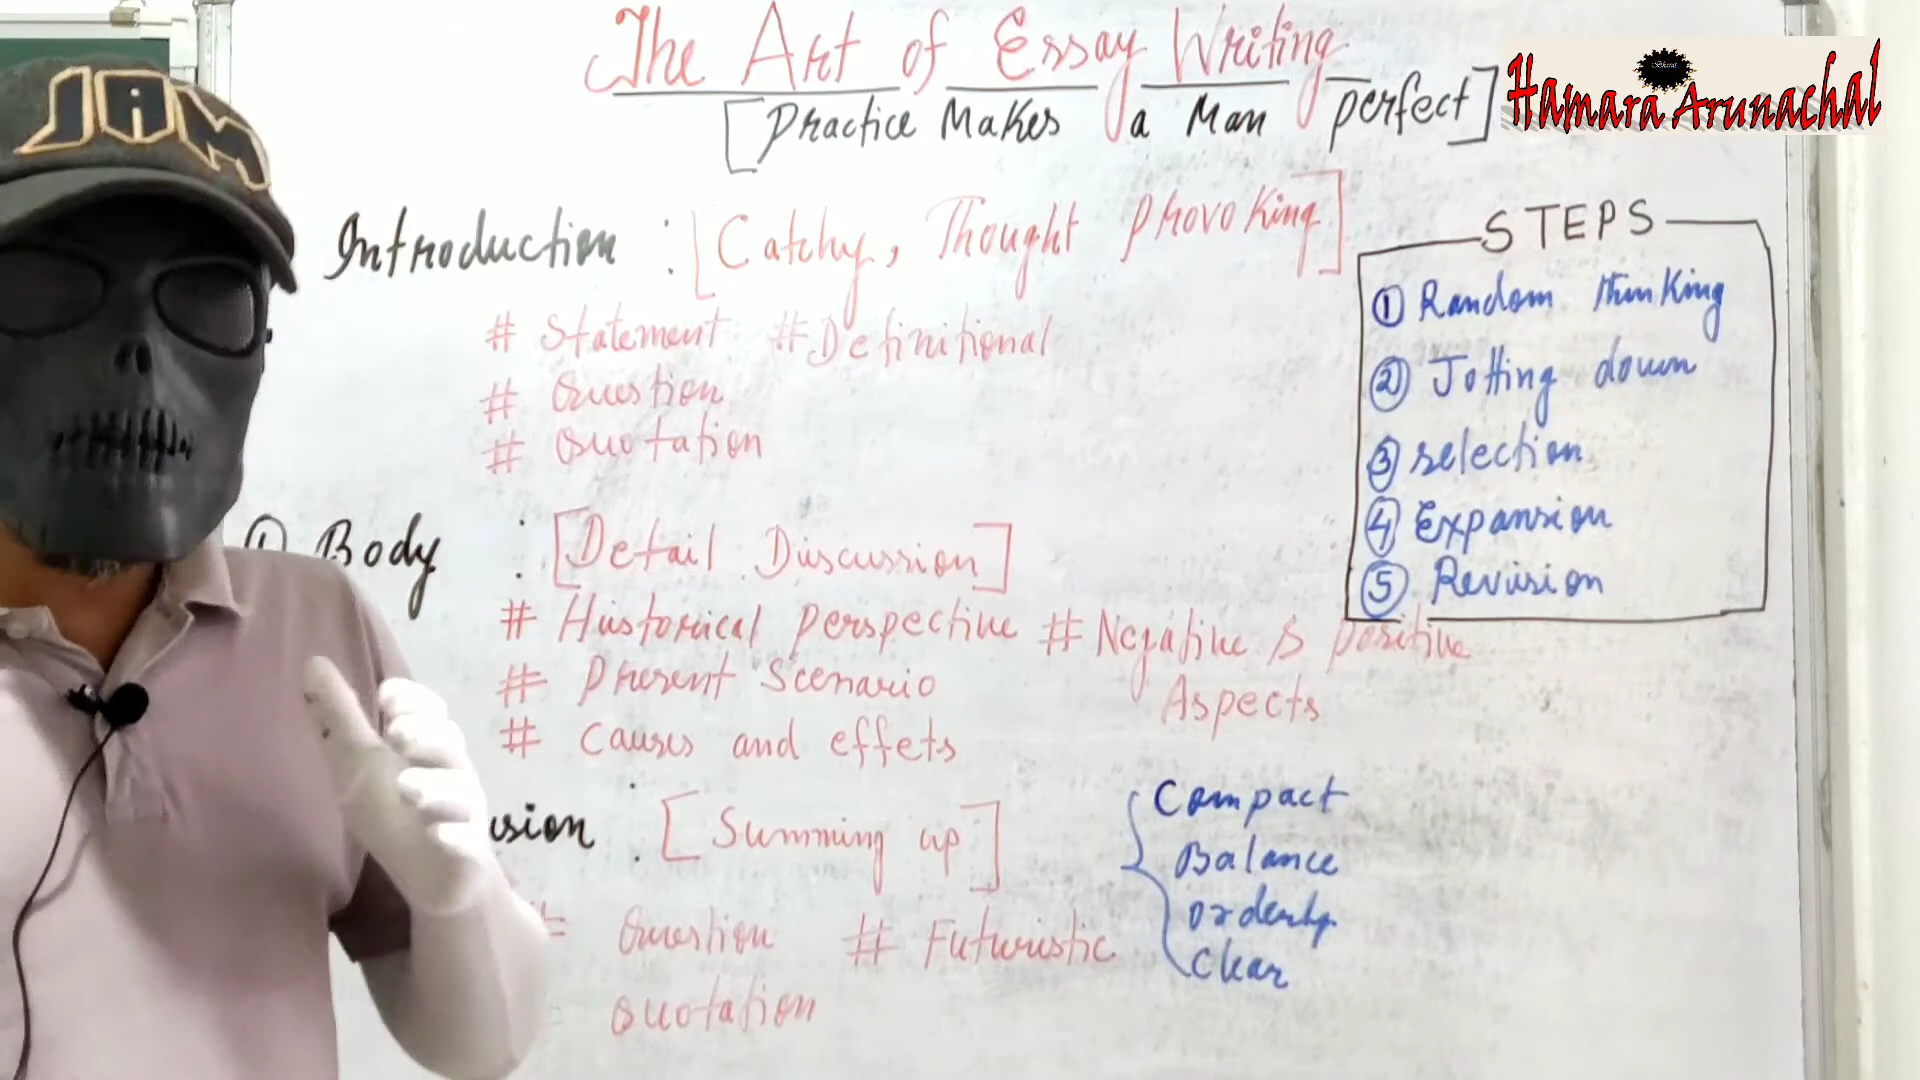 The Art of Essay Writing
[Practice Makes a Man perfect]
Hamara Arunachal
JAM
Introduction : [Catchy, Thought provoking]
# Statement # Definitional
# Question
# Quotation
STEPS
① Random thinking
② Jotting down
③ selection
④ Expansion
⑤ Revision
Body : [Detail Discussion]
# Historical perspective # Negative & positive
Aspects
# Present Scenario
# Causes and effets
usion : [Summing up]
# Question # Futuristic
Quotation
Compact
Balance
orderly
Clear